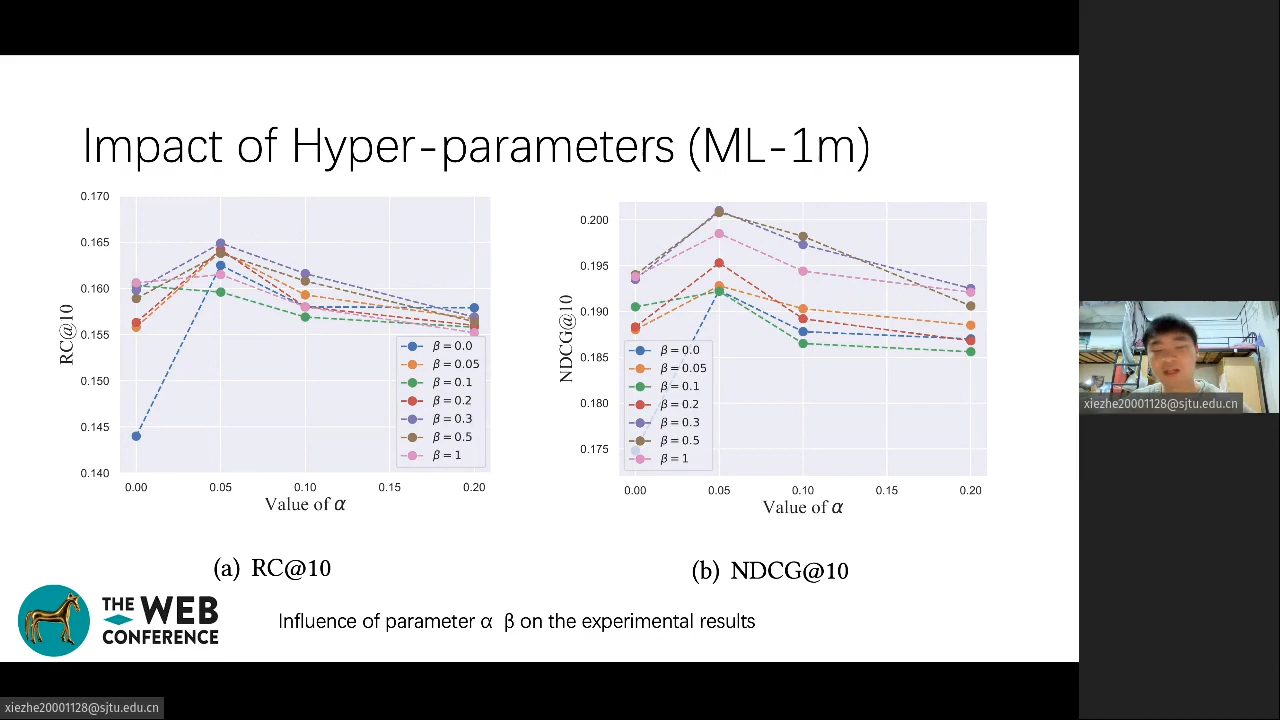 Impact of Hyper-parameters (ML-1m)
0.170
0.165
0.160
0.155
0.150
0.145
0.140
RC@10
0.00 0.05 0.10 0.15 0.20
Value of α
β = 0.0
β = 0.05
β = 0.1
β = 0.2
β = 0.3
β = 0.5
β = 1
(a) RC@10
0.200
0.195
0.190
0.185
0.180
0.175
NDCG@10
0.00 0.05 0.10 0.15 0.20
Value of α
β = 0.0
β = 0.05
β = 0.1
β = 0.2
β = 0.3
β = 0.5
β = 1
(b) NDCG@10
THE WEB
CONFERENCE
Influence of parameter α β on the experimental results
xiezhe20001128@sjtu.edu.cn
xiezhe20001128@sjtu.edu.cn